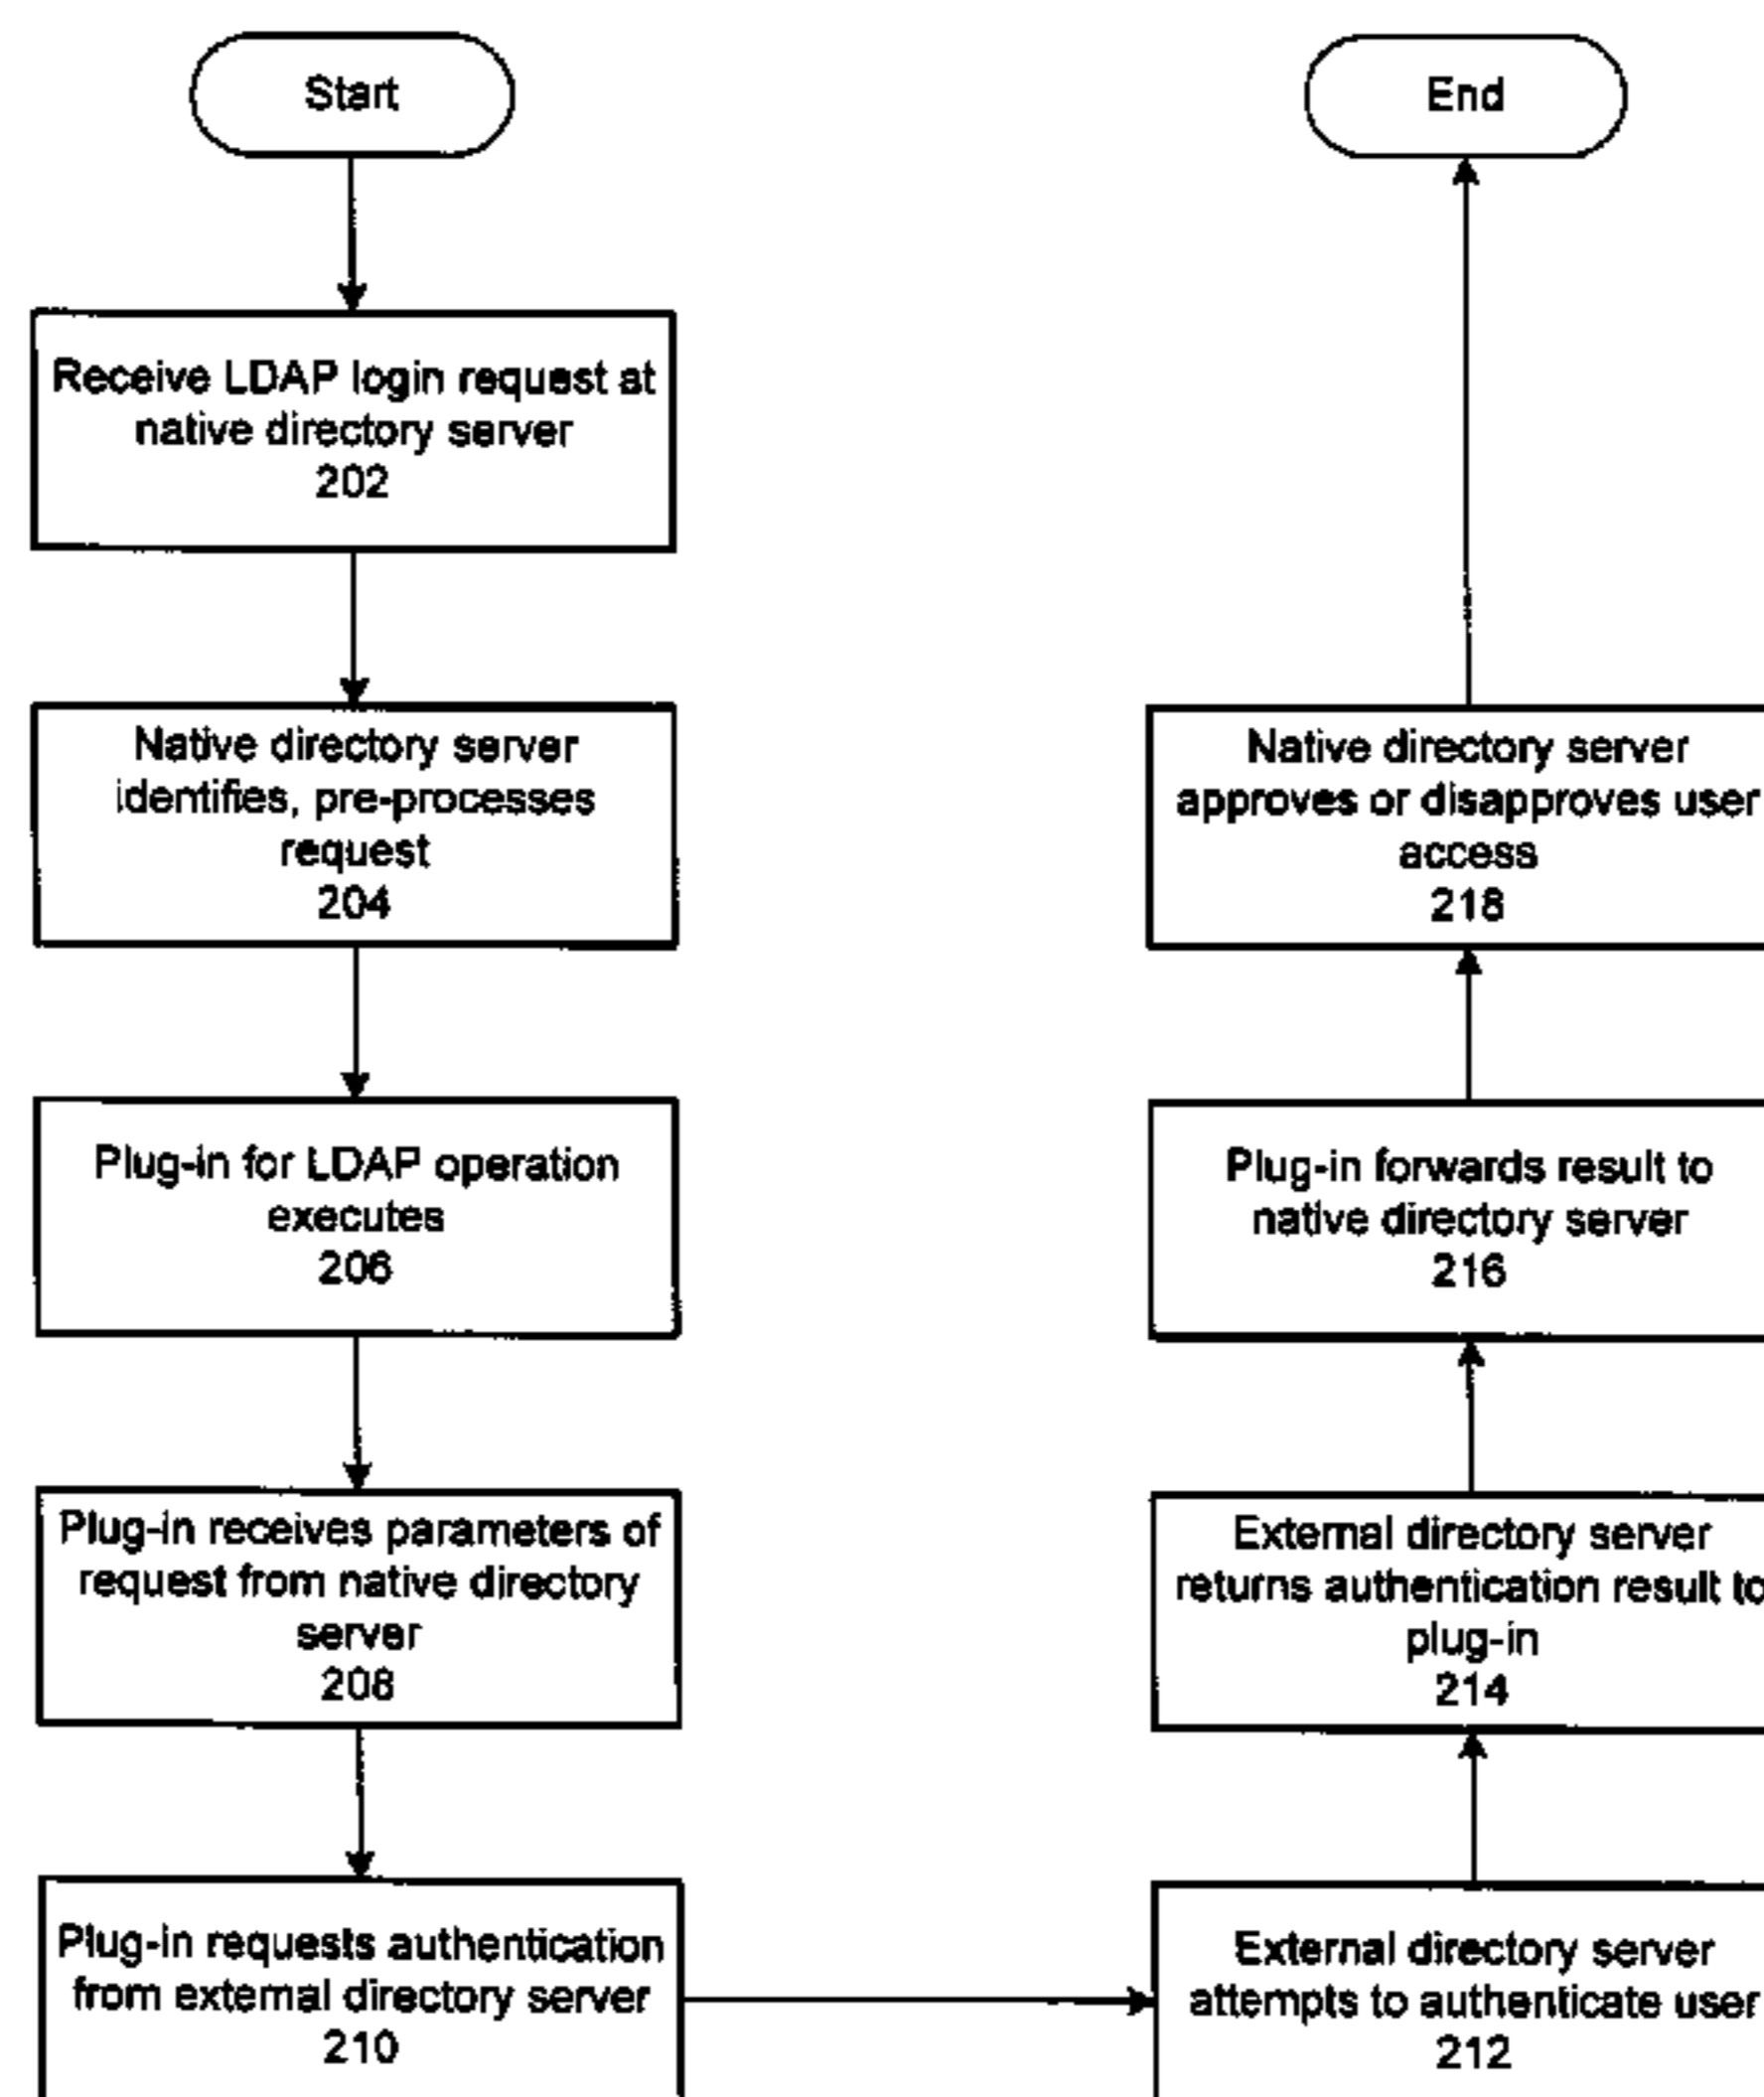 Start
Receive LDAP login request at
native directory server
202
Native directory server
identifies, pre-processes
request
204
Plug-in for LDAP operation
executes
206
Plug-in receives parameters of
request from native directory
server
208
Plug-in requests authentication
from external directory server
210
External directory server
attempts to authenticate user
212
External directory server
returns authentication result to
plug-in
214
Plug-in forwards result to
native directory server
216
Native directory server
approves or disapproves user
access
218
End